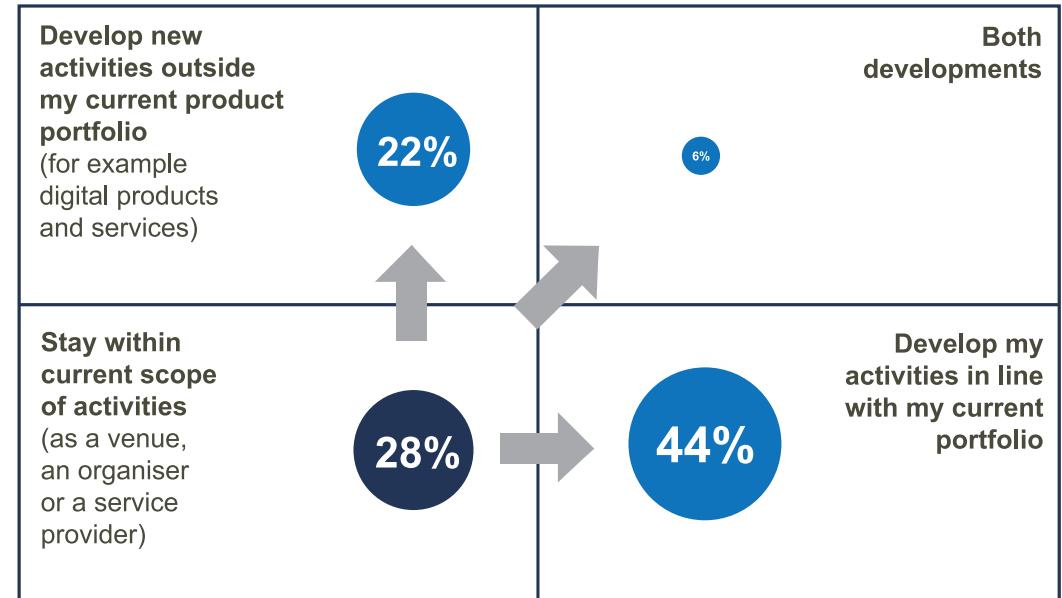 Develop new
activities outside
my current product
portfolio
(for example
digital products
and services)
22%
Both
developments
6%
Stay within
current scope
of activities
(as a venue,
an organiser
or a service
provider)
28%
Develop my
activities in line
with my current
portfolio
44%